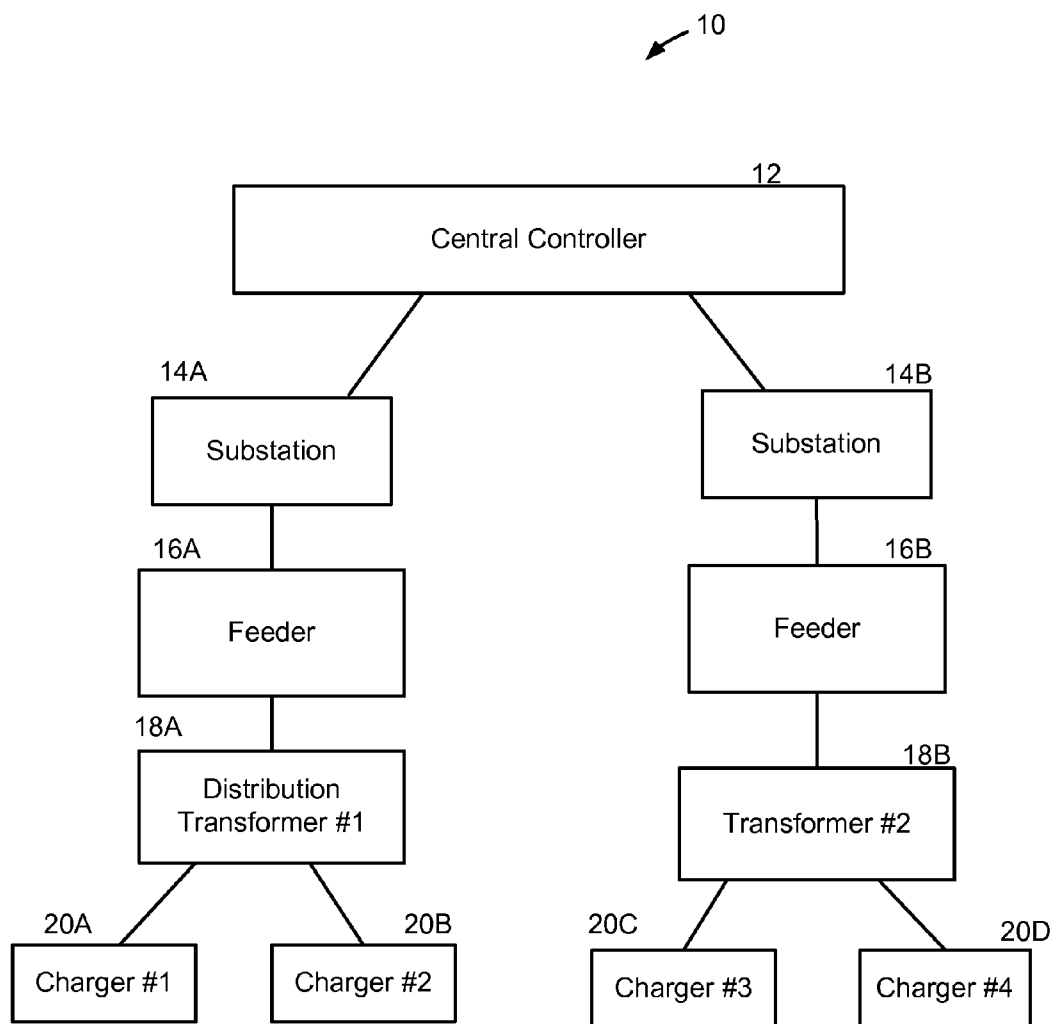 10
12
Central Controller
14A
14B
Substation
Substation
16A
16B
Feeder
Feeder
18A
18B
Distribution
Transformer #1
Transformer #2
20A
20B
20C
20D
Charger #1
Charger #2
Charger #3
Charger #4